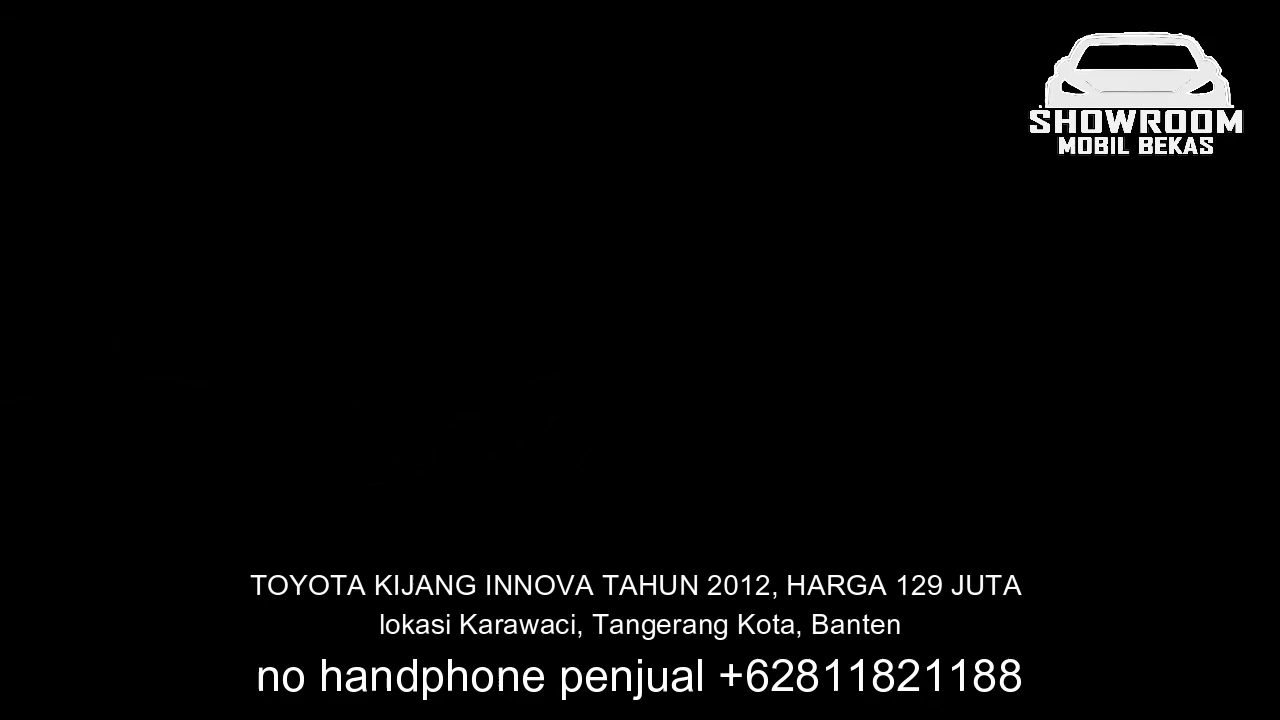 SHOWROOM
MOBIL BEKAS
TOYOTA KIJANG INNOVA TAHUN 2012, HARGA 129 JUTA
lokasi Karawaci, Tangerang Kota, Banten
no handphone penjual +62811821188